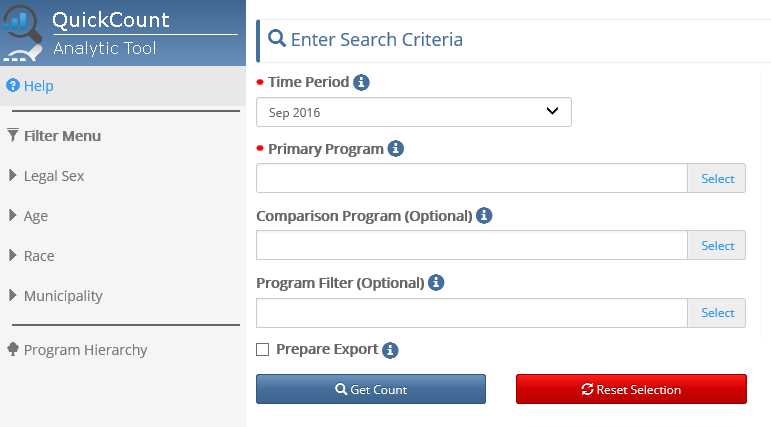 QuickCount
Analytic Tool
Help
Filter Menu
Legal Sex
Age
Race
Municipality
Program Hierarchy
Enter Search Criteria
Time Period
Sep 2016
Primary Program
Select
Comparison Program (Optional)
Select
Program Filter (Optional)
Select
Prepare Export
Get Count
Reset Selection